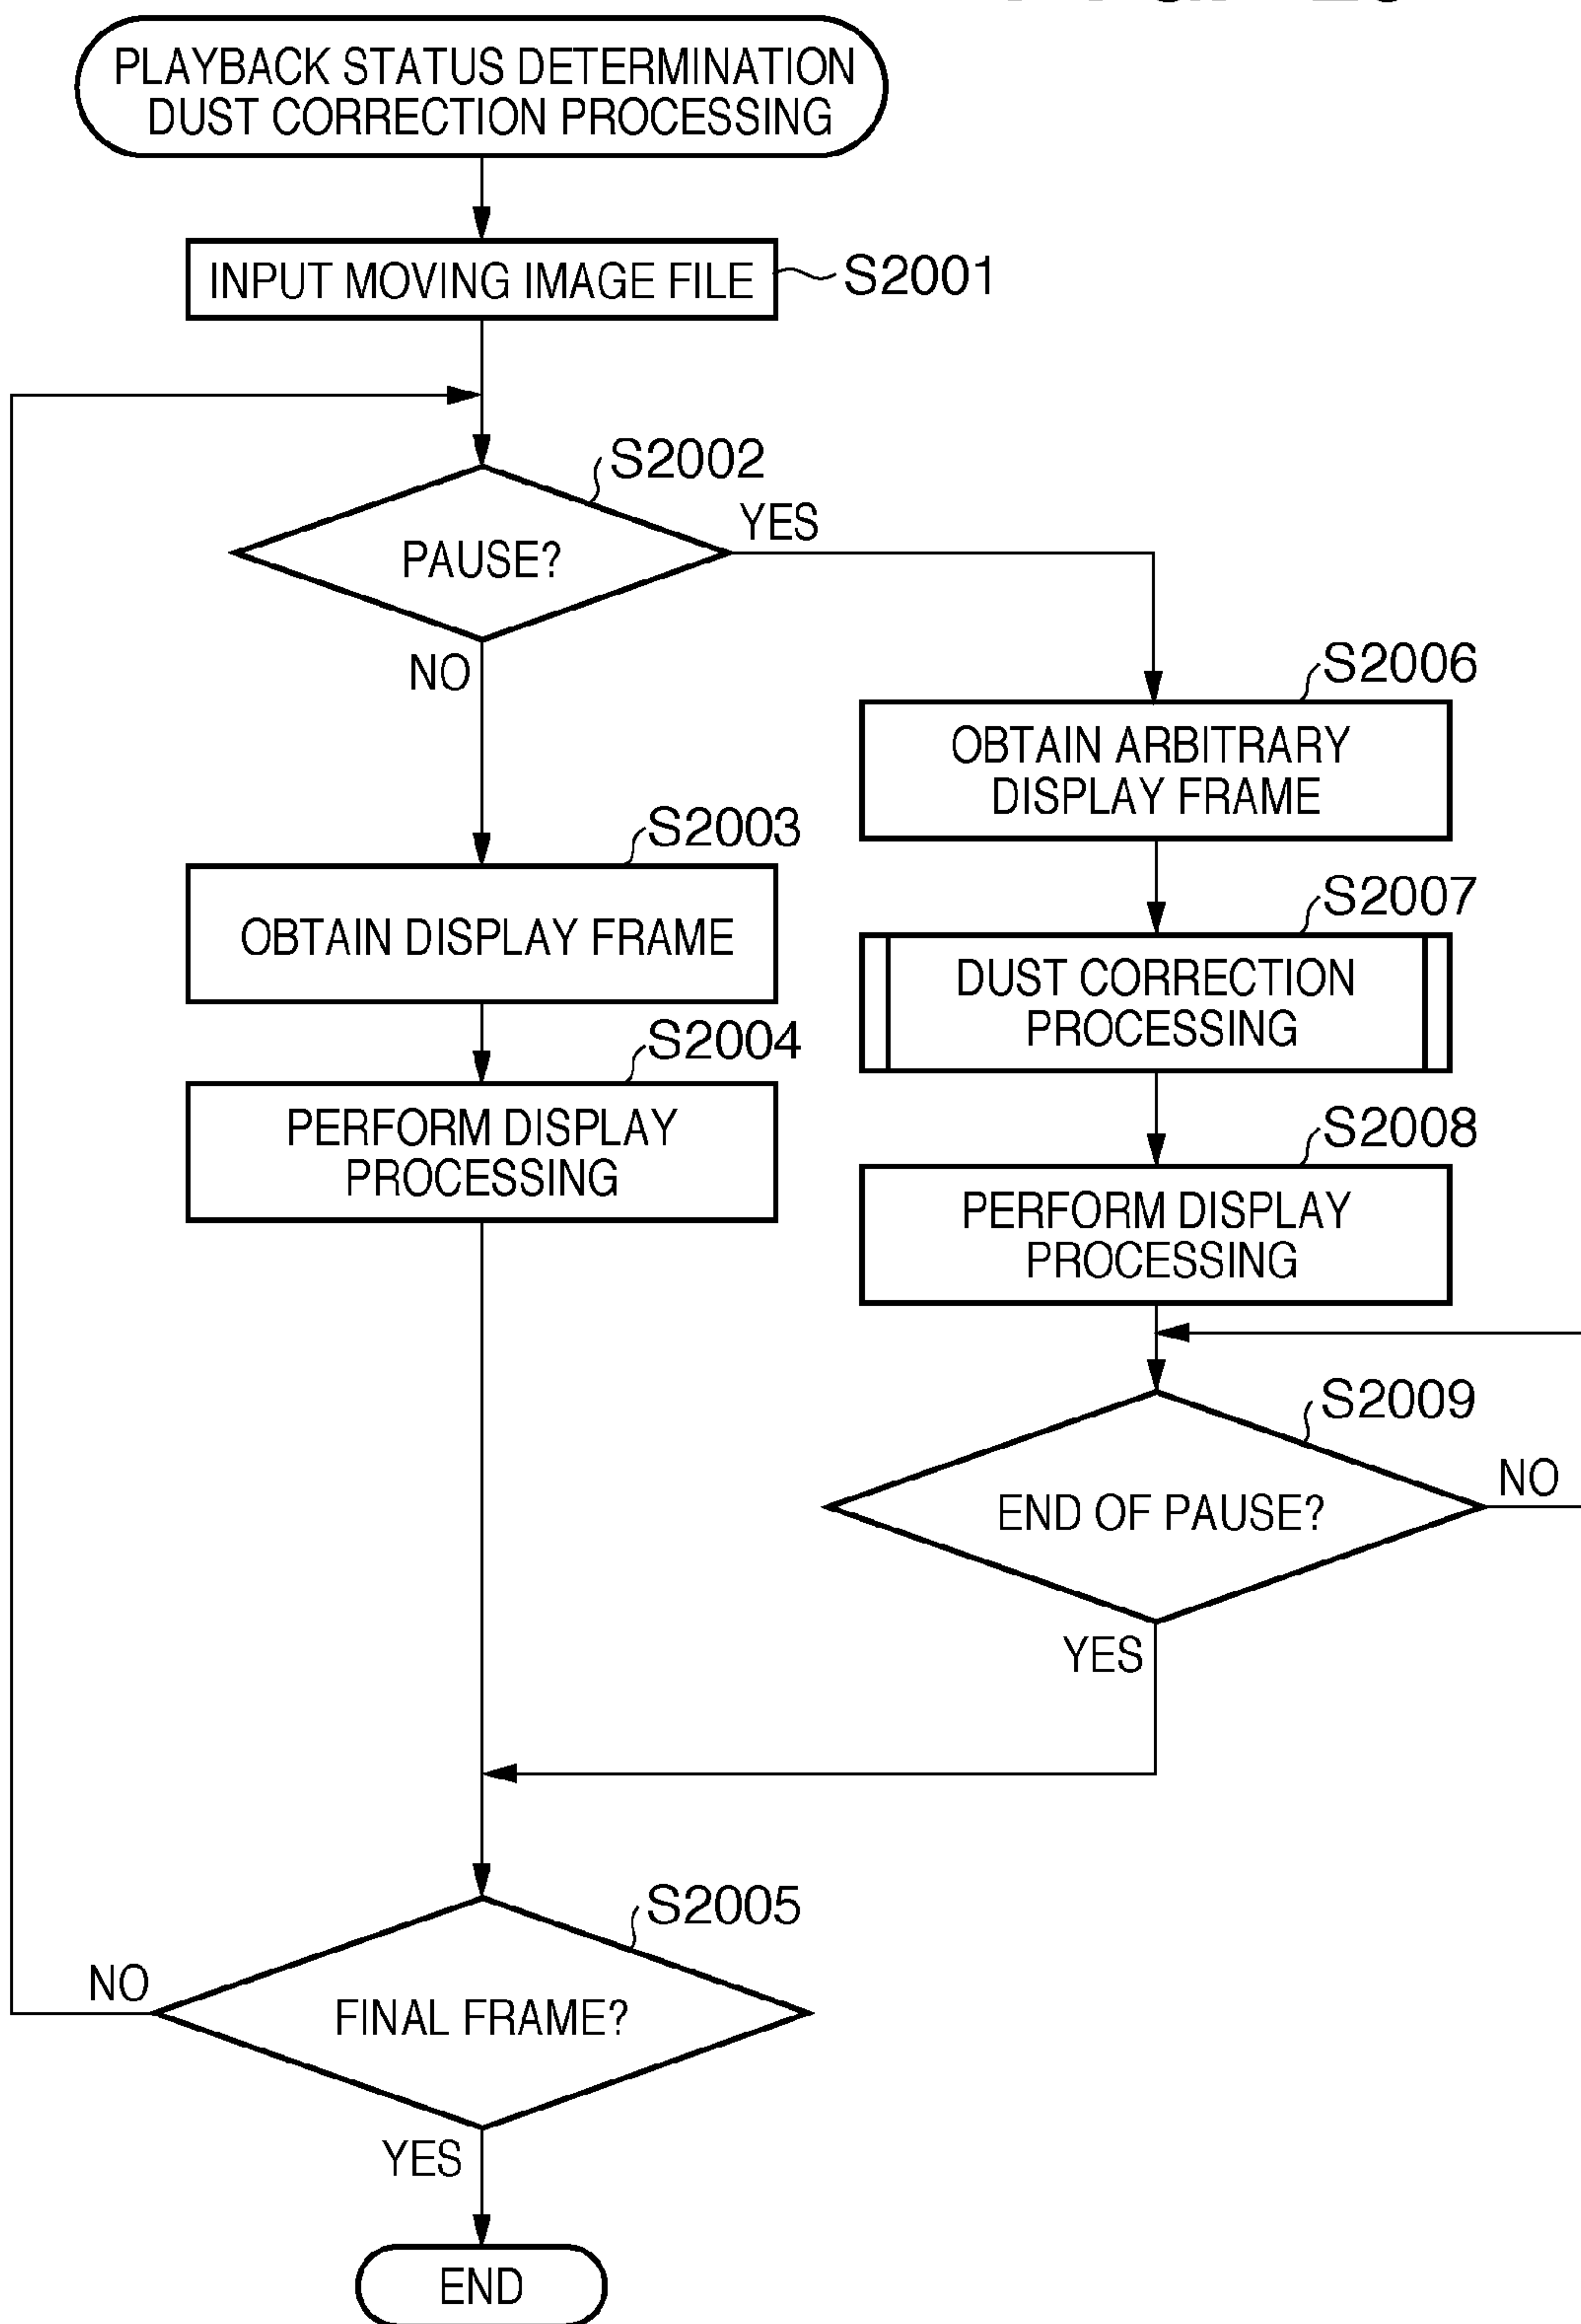 PLAYBACK STATUS DETERMINATION
DUST CORRECTION PROCESSING
INPUT MOVING IMAGE FILE
S2001
S2002
PAUSE?
YES
NO
S2006
OBTAIN ARBITRARY
DISPLAY FRAME
S2003
OBTAIN DISPLAY FRAME
S2007
DUST CORRECTION
PROCESSING
S2004
PERFORM DISPLAY
PROCESSING
S2008
PERFORM DISPLAY
PROCESSING
S2009
END OF PAUSE?
NO
YES
S2005
FINAL FRAME?
NO
YES
END